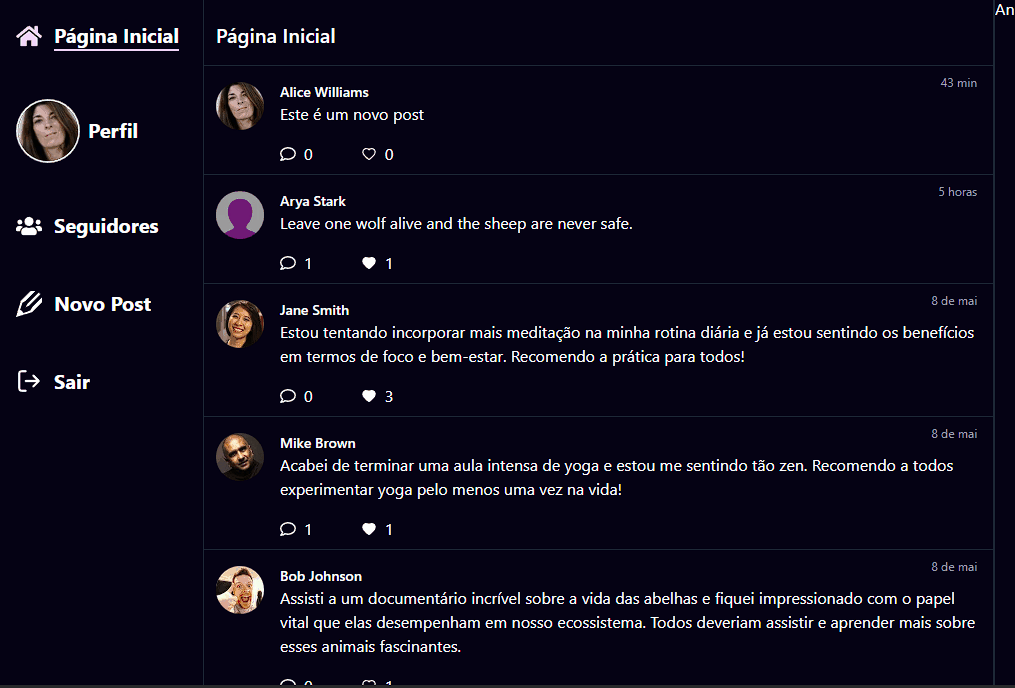 Página Inicial
Perfil
Seguidores
Novo Post
Sair
Página Inicial
Alice Williams
43 min
Este é um novo post
0 0
Arya Stark
5 horas
Leave one wolf alive and the sheep are never safe.
1 1
Jane Smith
8 de mai
Estou tentando incorporar mais meditação na minha rotina diária e já estou sentindo os benefícios
em termos de foco e bem-estar. Recomendo a prática para todos!
0 3
Mike Brown
8 de mai
Acabei de terminar uma aula intensa de yoga e estou me sentindo tão zen. Recomendo a todos
experimentar yoga pelo menos uma vez na vida!
1 1
Bob Johnson
8 de mai
Assisti a um documentário incrível sobre a vida das abelhas e fiquei impressionado com o papel
vital que elas desempenham em nosso ecossistema. Todos deveriam assistir e aprender mais sobre
esses animais fascinantes.
An